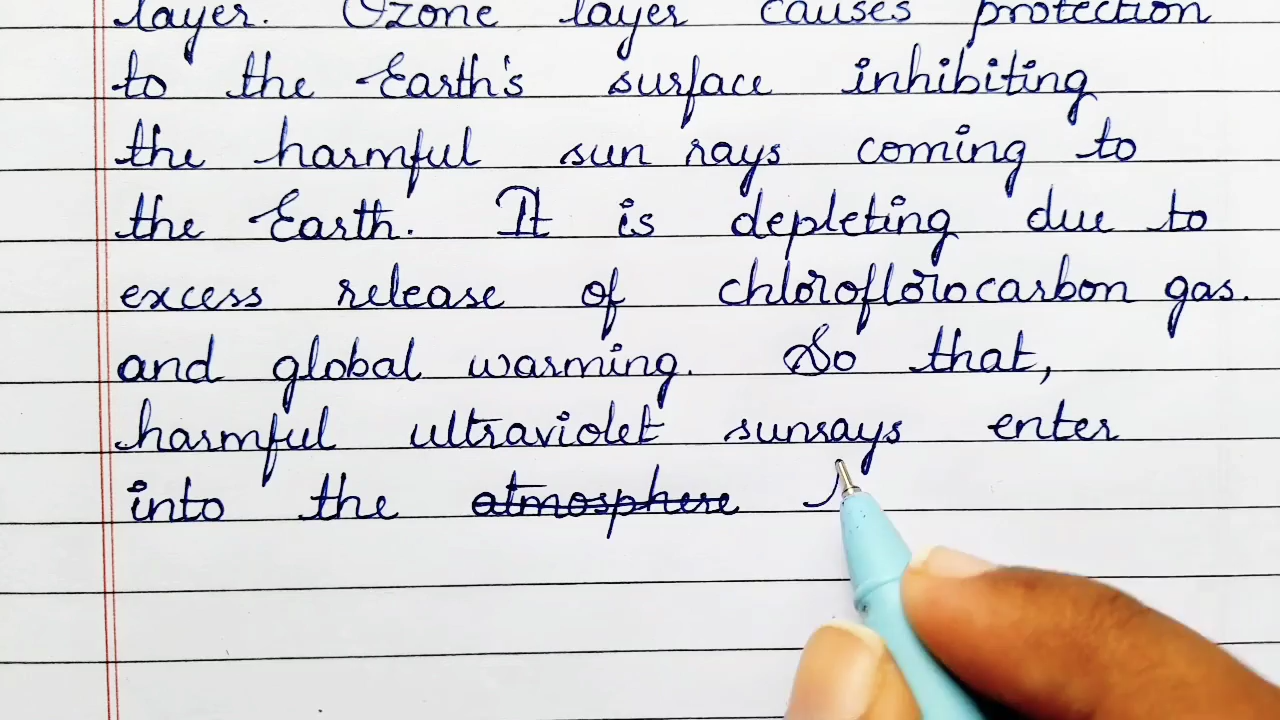 layer. Ozone layer causes protection
to the Earth's surface inhibiting
the harmful sun rays coming to
the Earth. It is depleting due to
excess release of chloroflorocarbon gas.
and global warming. So that,
harmful ultraviolet sunrays enter
into the atmosphere